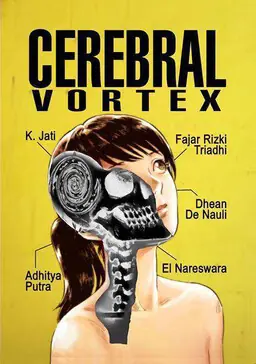 CEREBRAL
VORTEX
K. Jati
Fajar Rizki
Triadhi
Dhean
De Nauli
El Nareswara
Adhitya
Putra